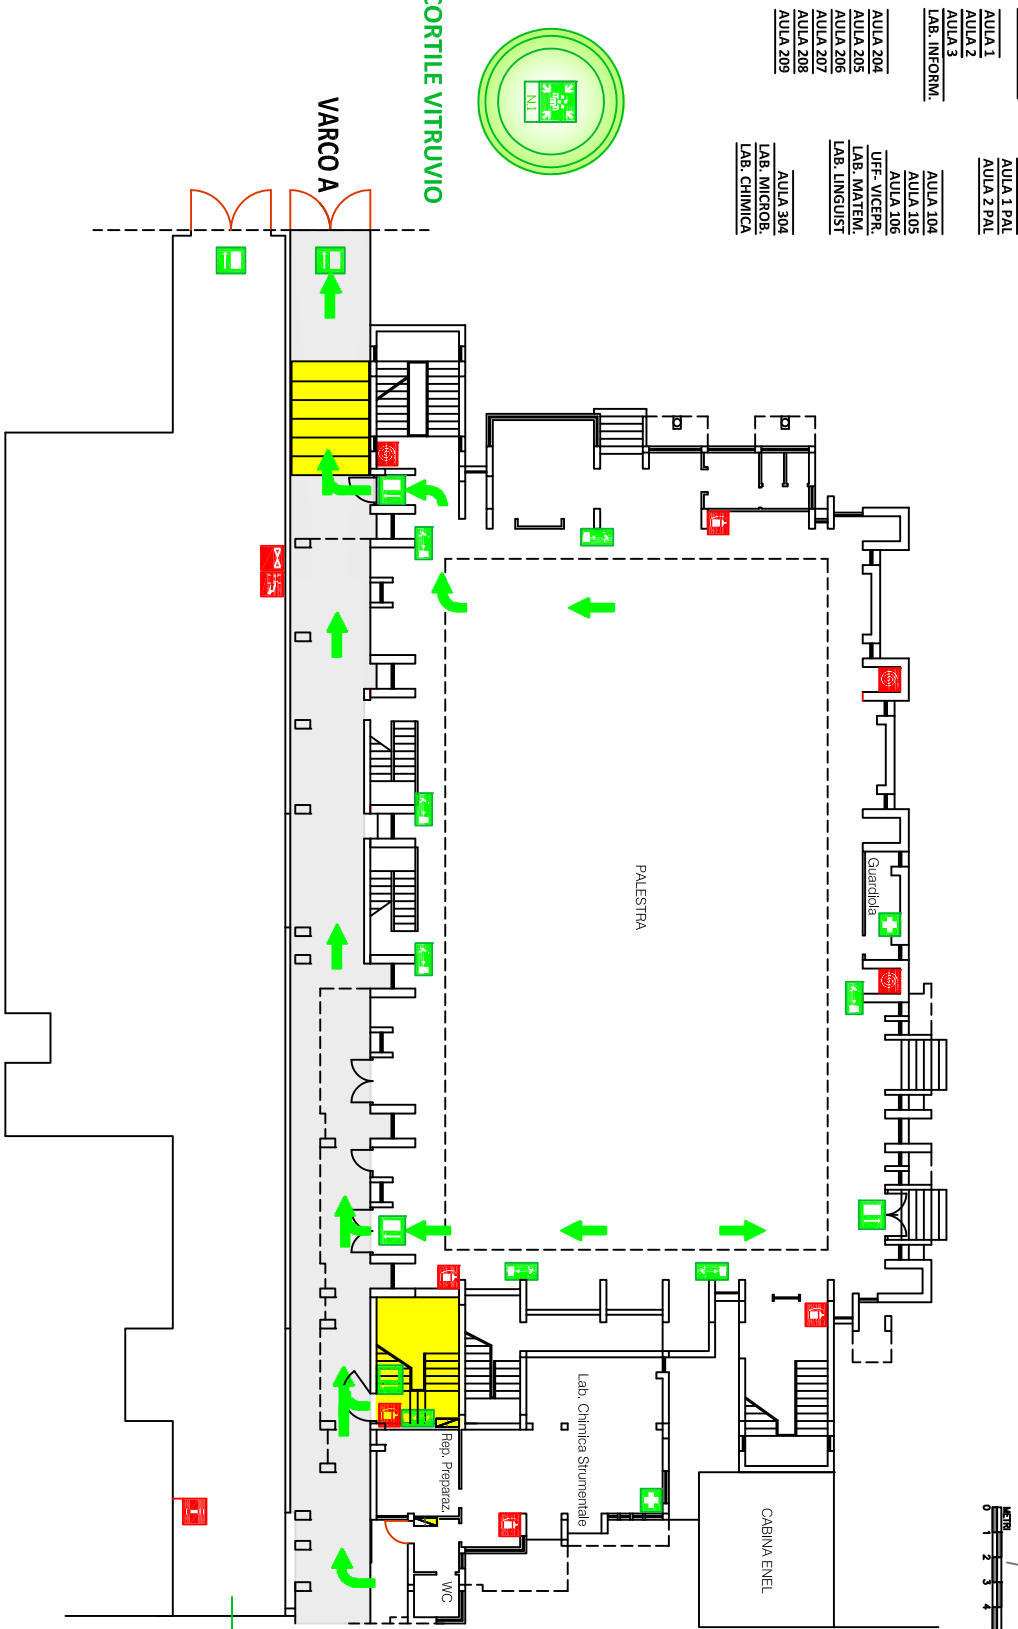 AULA 1
AULA 2
AULA 3
LAB. INFORM.
AULA 204
AULA 205
AULA 206
AULA 207
AULA 208
AULA 209
AULA 1 PAL
AULA 2 PAL
AULA 104
AULA 105
AULA 106
UFF- VICEPR.
LAB. MATEM.
LAB. LINGUIST
AULA 304
LAB. MICROB.
LAB. CHIMICA
CORTILE VITRUVIO
N.1
VARCO A
PALESTRA
Guardiola
Lab. Chimica Strumentale
Rep. Preparaz.
WC
CABINA ENEL
METRI
0 1 2 3 4